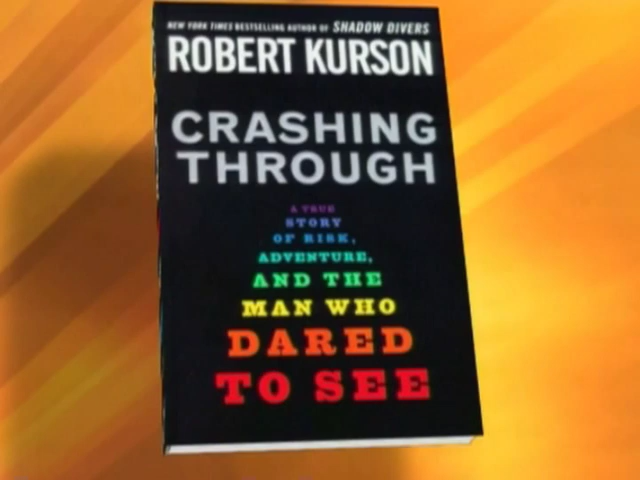 NEW YORK TIMES BESTSELLING AUTHOR OF SHADOW DIVERS
ROBERT KURSON
CRASHING
THROUGH
A TRUE
STORY
OF RISK,
ADVENTURE,
AND THE
MAN WHO
DARED
TO SEE